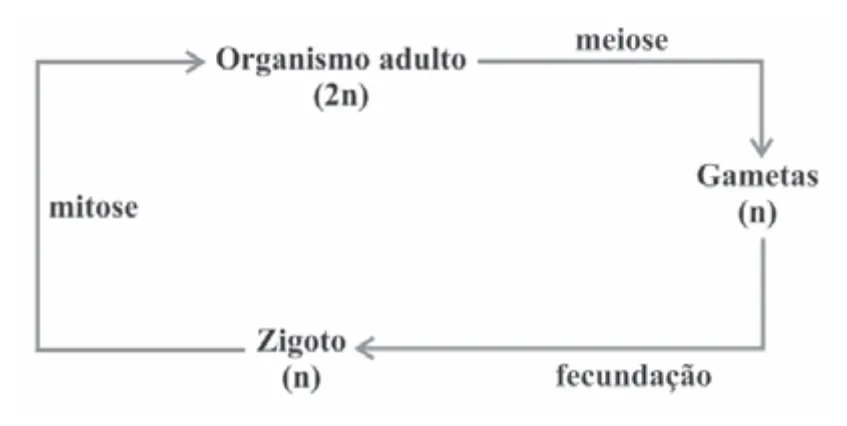 meiose
Organismo adulto
(2n)
Gametas
(n)
mitose
Zigoto
(n)
fecundação